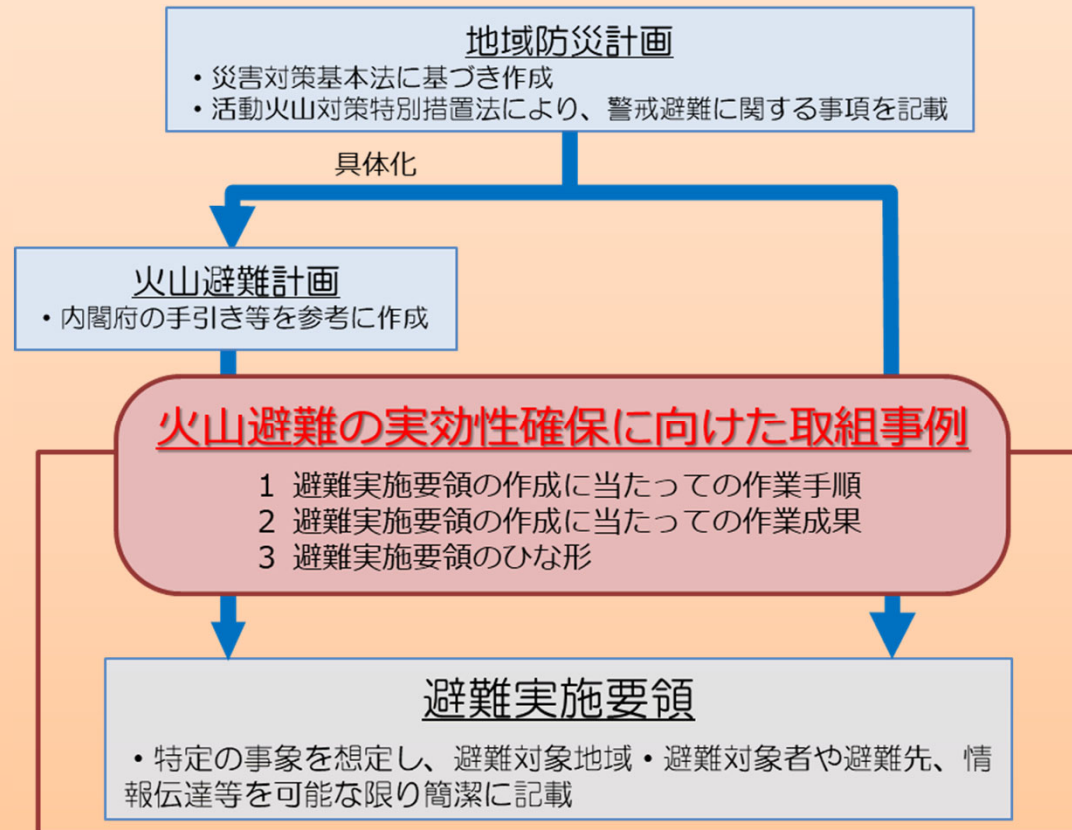 地域防災計画
・災害対策基本法に基づき作成
・活動火山対策特別措置法により、警戒避難に関する事項を記載
具体化
火山避難計画
・内閣府の手引き等を参考に作成
火山避難の実効性確保に向けた取組事例
1 避難実施要領の作成に当たっての作業手順
2 避難実施要領の作成に当たっての作業成果
3 避難実施要領のひな形
避難実施要領
・特定の事象を想定し、避難対象地域・避難対象者や避難先、情
報伝達等を可能な限り簡潔に記載